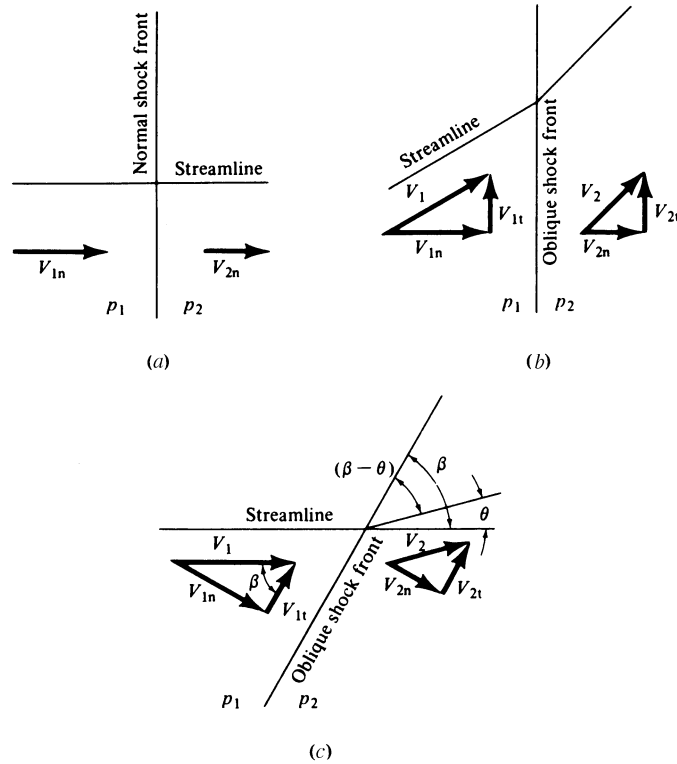 Normal shock front
Streamline
V1n
V2n
p1
p2
(a)
Streamline
V1
V1t
V1n
Oblique shock front
V2
V2t
V2n
p1
p2
(b)
(β − θ)
β
θ
Streamline
V1
β
V1n
V1t
Oblique shock front
V2
V2n
V2t
p1
p2
(c)